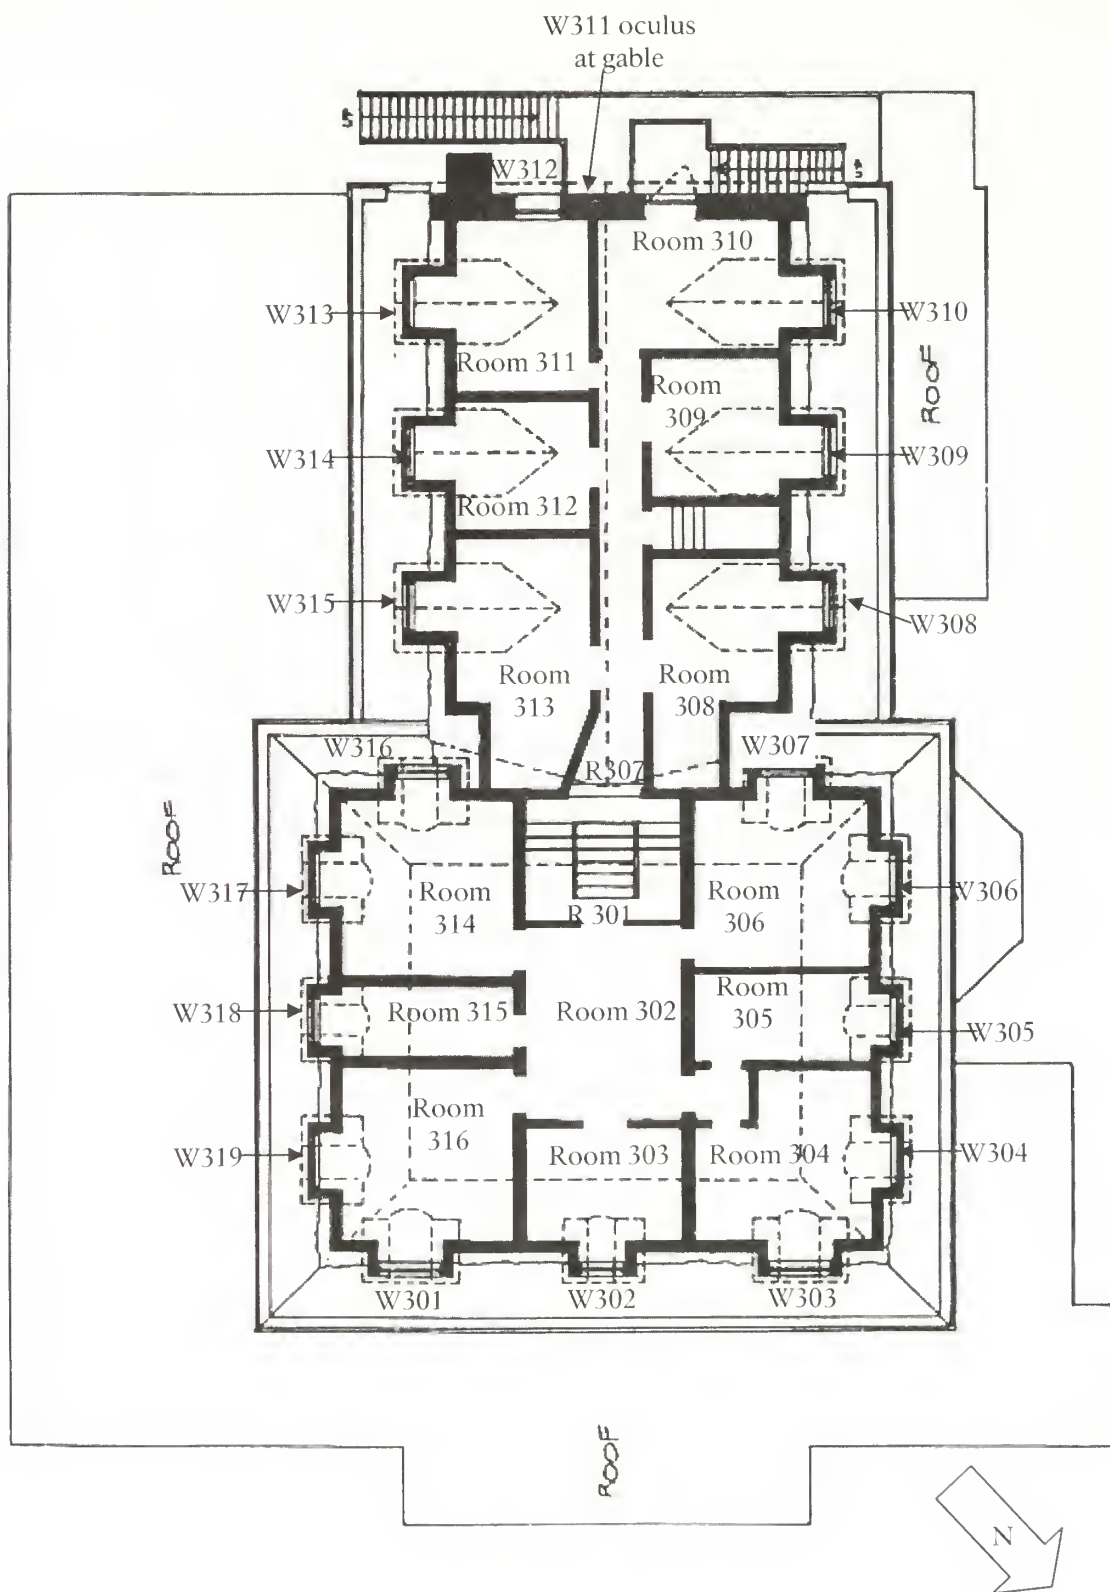 W311 oculus
at gable
UP
W312
UP
Room 310
W313
W310
Room 311
ROOF
Room
309
W314
W309
Room 312
W315
W308
Room
313
Room
308
W316
W307
R307
ROOF
W317
Room
314
R 301
Room
306
W306
W318
Room 315
Room 302
Room
305
W305
Room
316
W319
Room 303
Room 304
W304
W301
W302
W303
ROOF
N